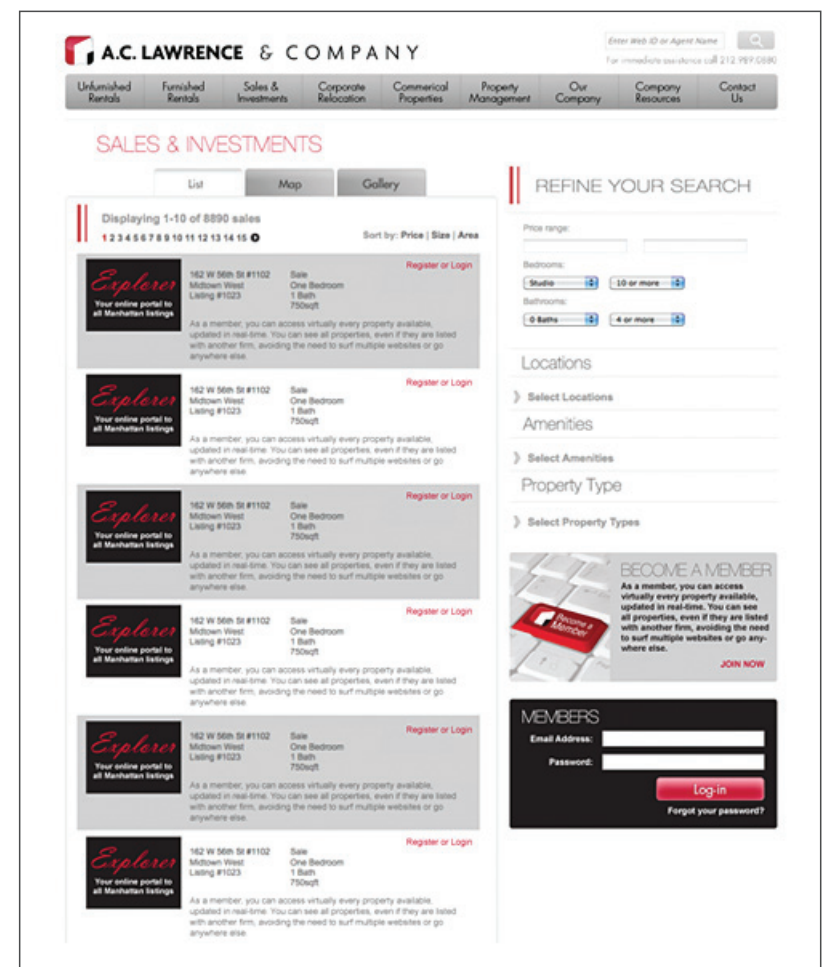 A.C. LAWRENCE & COMPANY
Enter Web ID or Agent Name
For immediate assistance call 212.989.0880
Unfurnished Rentals
Furnished Rentals
Sales & Investments
Corporate Relocation
Commerical Properties
Property Management
Our Company
Company Resources
Contact Us
SALES & INVESTMENTS
List
Map
Gallery
Displaying 1-10 of 8890 sales
1 2 3 4 5 6 7 8 9 10 11 12 13 14 15
Sort by: Price | Size | Area
Explorer
Your online portal to
all Manhattan listings
162 W 56th St #1102
Midtown West
Listing #1023
Sale
One Bedroom
1 Bath
750sqft
Register or Login
As a member, you can access virtually every property available,
updated in real-time. You can see all properties, even if they are listed
with another firm, avoiding the need to surf multiple websites or go
anywhere else.
Explorer
Your online portal to
all Manhattan listings
162 W 56th St #1102
Midtown West
Listing #1023
Sale
One Bedroom
1 Bath
750sqft
Register or Login
As a member, you can access virtually every property available,
updated in real-time. You can see all properties, even if they are listed
with another firm, avoiding the need to surf multiple websites or go
anywhere else.
Explorer
Your online portal to
all Manhattan listings
162 W 56th St #1102
Midtown West
Listing #1023
Sale
One Bedroom
1 Bath
750sqft
Register or Login
As a member, you can access virtually every property available,
updated in real-time. You can see all properties, even if they are listed
with another firm, avoiding the need to surf multiple websites or go
anywhere else.
Explorer
Your online portal to
all Manhattan listings
162 W 56th St #1102
Midtown West
Listing #1023
Sale
One Bedroom
1 Bath
750sqft
Register or Login
As a member, you can access virtually every property available,
updated in real-time. You can see all properties, even if they are listed
with another firm, avoiding the need to surf multiple websites or go
anywhere else.
Explorer
Your online portal to
all Manhattan listings
162 W 56th St #1102
Midtown West
Listing #1023
Sale
One Bedroom
1 Bath
750sqft
Register or Login
As a member, you can access virtually every property available,
updated in real-time. You can see all properties, even if they are listed
with another firm, avoiding the need to surf multiple websites or go
anywhere else.
Explorer
Your online portal to
all Manhattan listings
162 W 56th St #1102
Midtown West
Listing #1023
Sale
One Bedroom
1 Bath
750sqft
Register or Login
As a member, you can access virtually every property available,
updated in real-time. You can see all properties, even if they are listed
with another firm, avoiding the need to surf multiple websites or go
anywhere else.
REFINE YOUR SEARCH
Price range:
Bedrooms:
Studio
10 or more
Bathrooms:
0 Baths
4 or more
Locations
Select Locations
Amenities
Select Amenities
Property Type
Select Property Types
Become a
Member
BECOME A MEMBER
As a member, you can access
virtually every property available,
updated in real-time. You can see
all properties, even if they are listed
with another firm, avoiding the need
to surf multiple websites or go any-
where else.
JOIN NOW
MEMBERS
Email Address:
Password:
Log-in
Forgot your password?